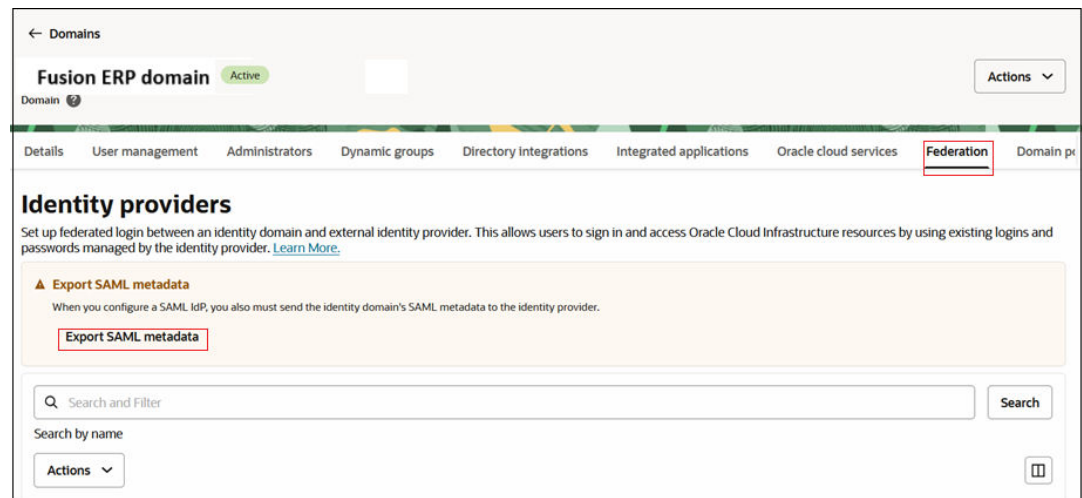 ← Domains
Fusion ERP domain Active
Actions
Domain ?
Details User management Administrators Dynamic groups Directory integrations Integrated applications Oracle cloud services Federation Domain p
Identity providers
Set up federated login between an identity domain and external identity provider. This allows users to sign in and access Oracle Cloud Infrastructure resources by using existing logins and
passwords managed by the identity provider. Learn More.
Export SAML metadata
When you configure a SAML IdP, you also must send the identity domain's SAML metadata to the identity provider.
Export SAML metadata
Search and Filter
Search
Search by name
Actions